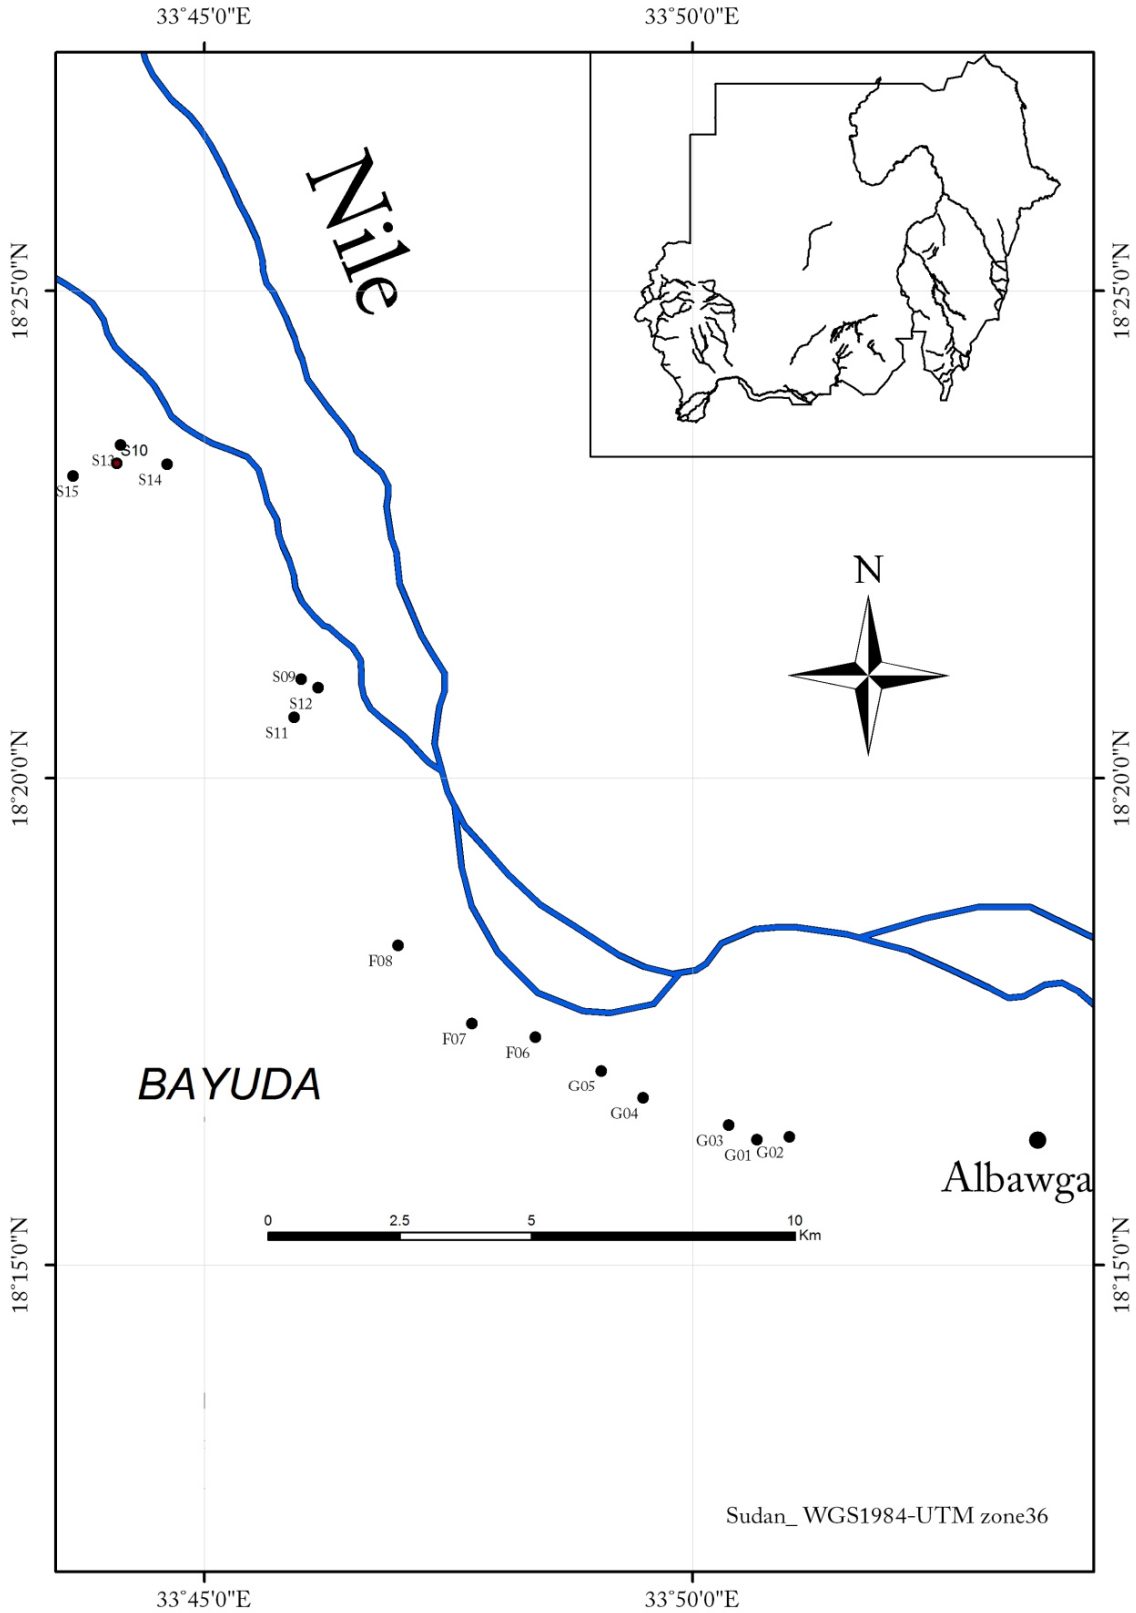 33°45'0"E
33°50'0"E
Nile
18°25'0"N
18°25'0"N
S10
S13
S14
S15
N
S09
S12
S11
18°20'0"N
18°20'0"N
F08
F07
F06
G05
BAYUDA
G04
G03
G01
G02
Albawga
0
2.5
5
10
Km
18°15'0"N
18°15'0"N
Sudan_ WGS1984-UTM zone36
33°45'0"E
33°50'0"E